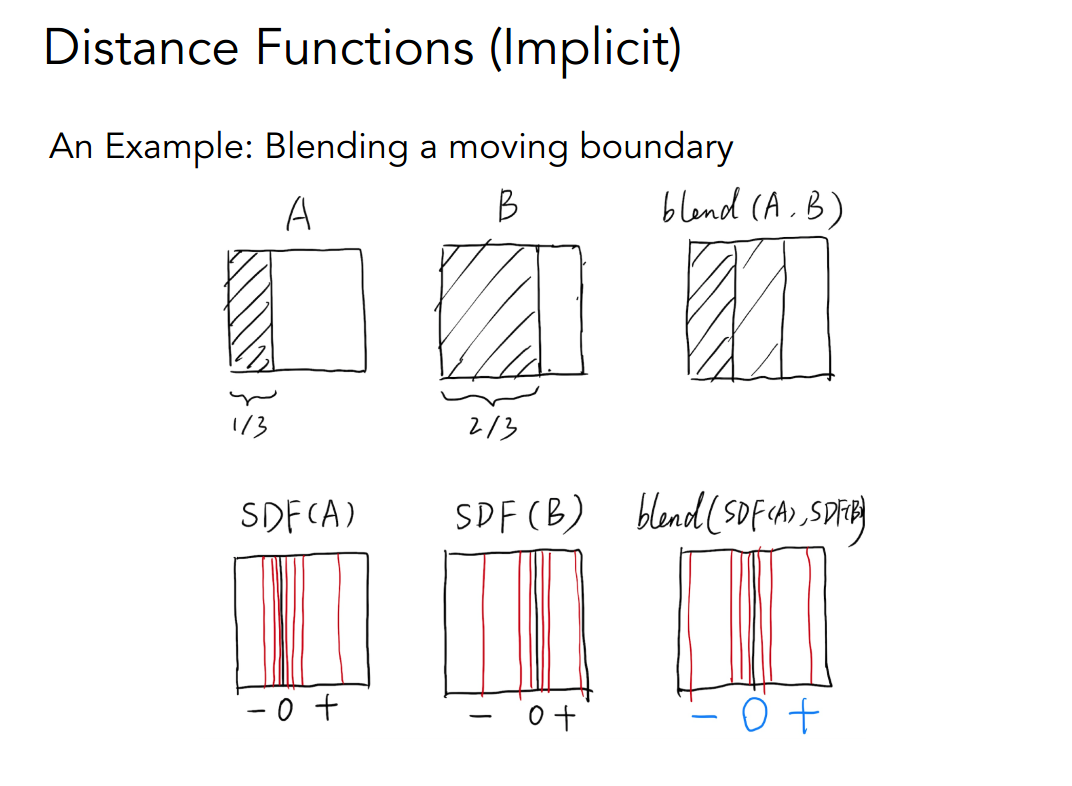 Distance Functions (Implicit)
An Example: Blending a moving boundary
A B blend (A, B)
1/3 2/3
SDF(A) SDF(B) blend(SDF(A), SDF(B)
- 0 + - 0 + - 0 +